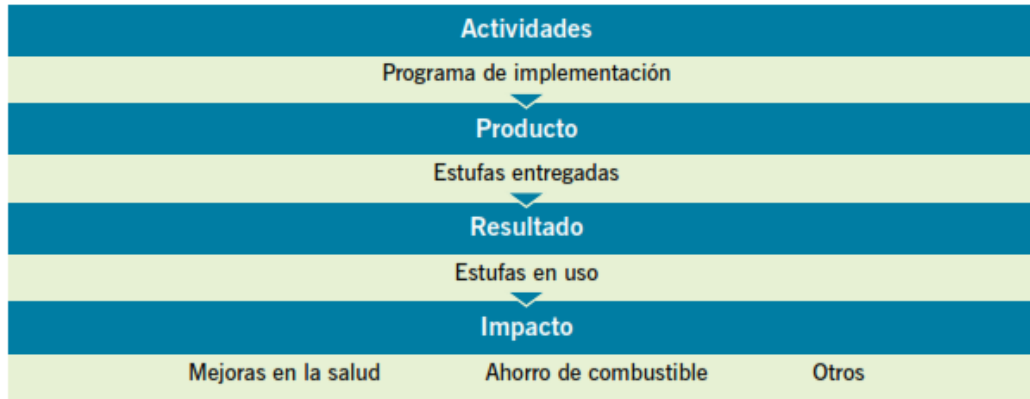 Actividades
Programa de implementación
Producto
Estufas entregadas
Resultado
Estufas en uso
Impacto
Mejoras en la salud Ahorro de combustible Otros